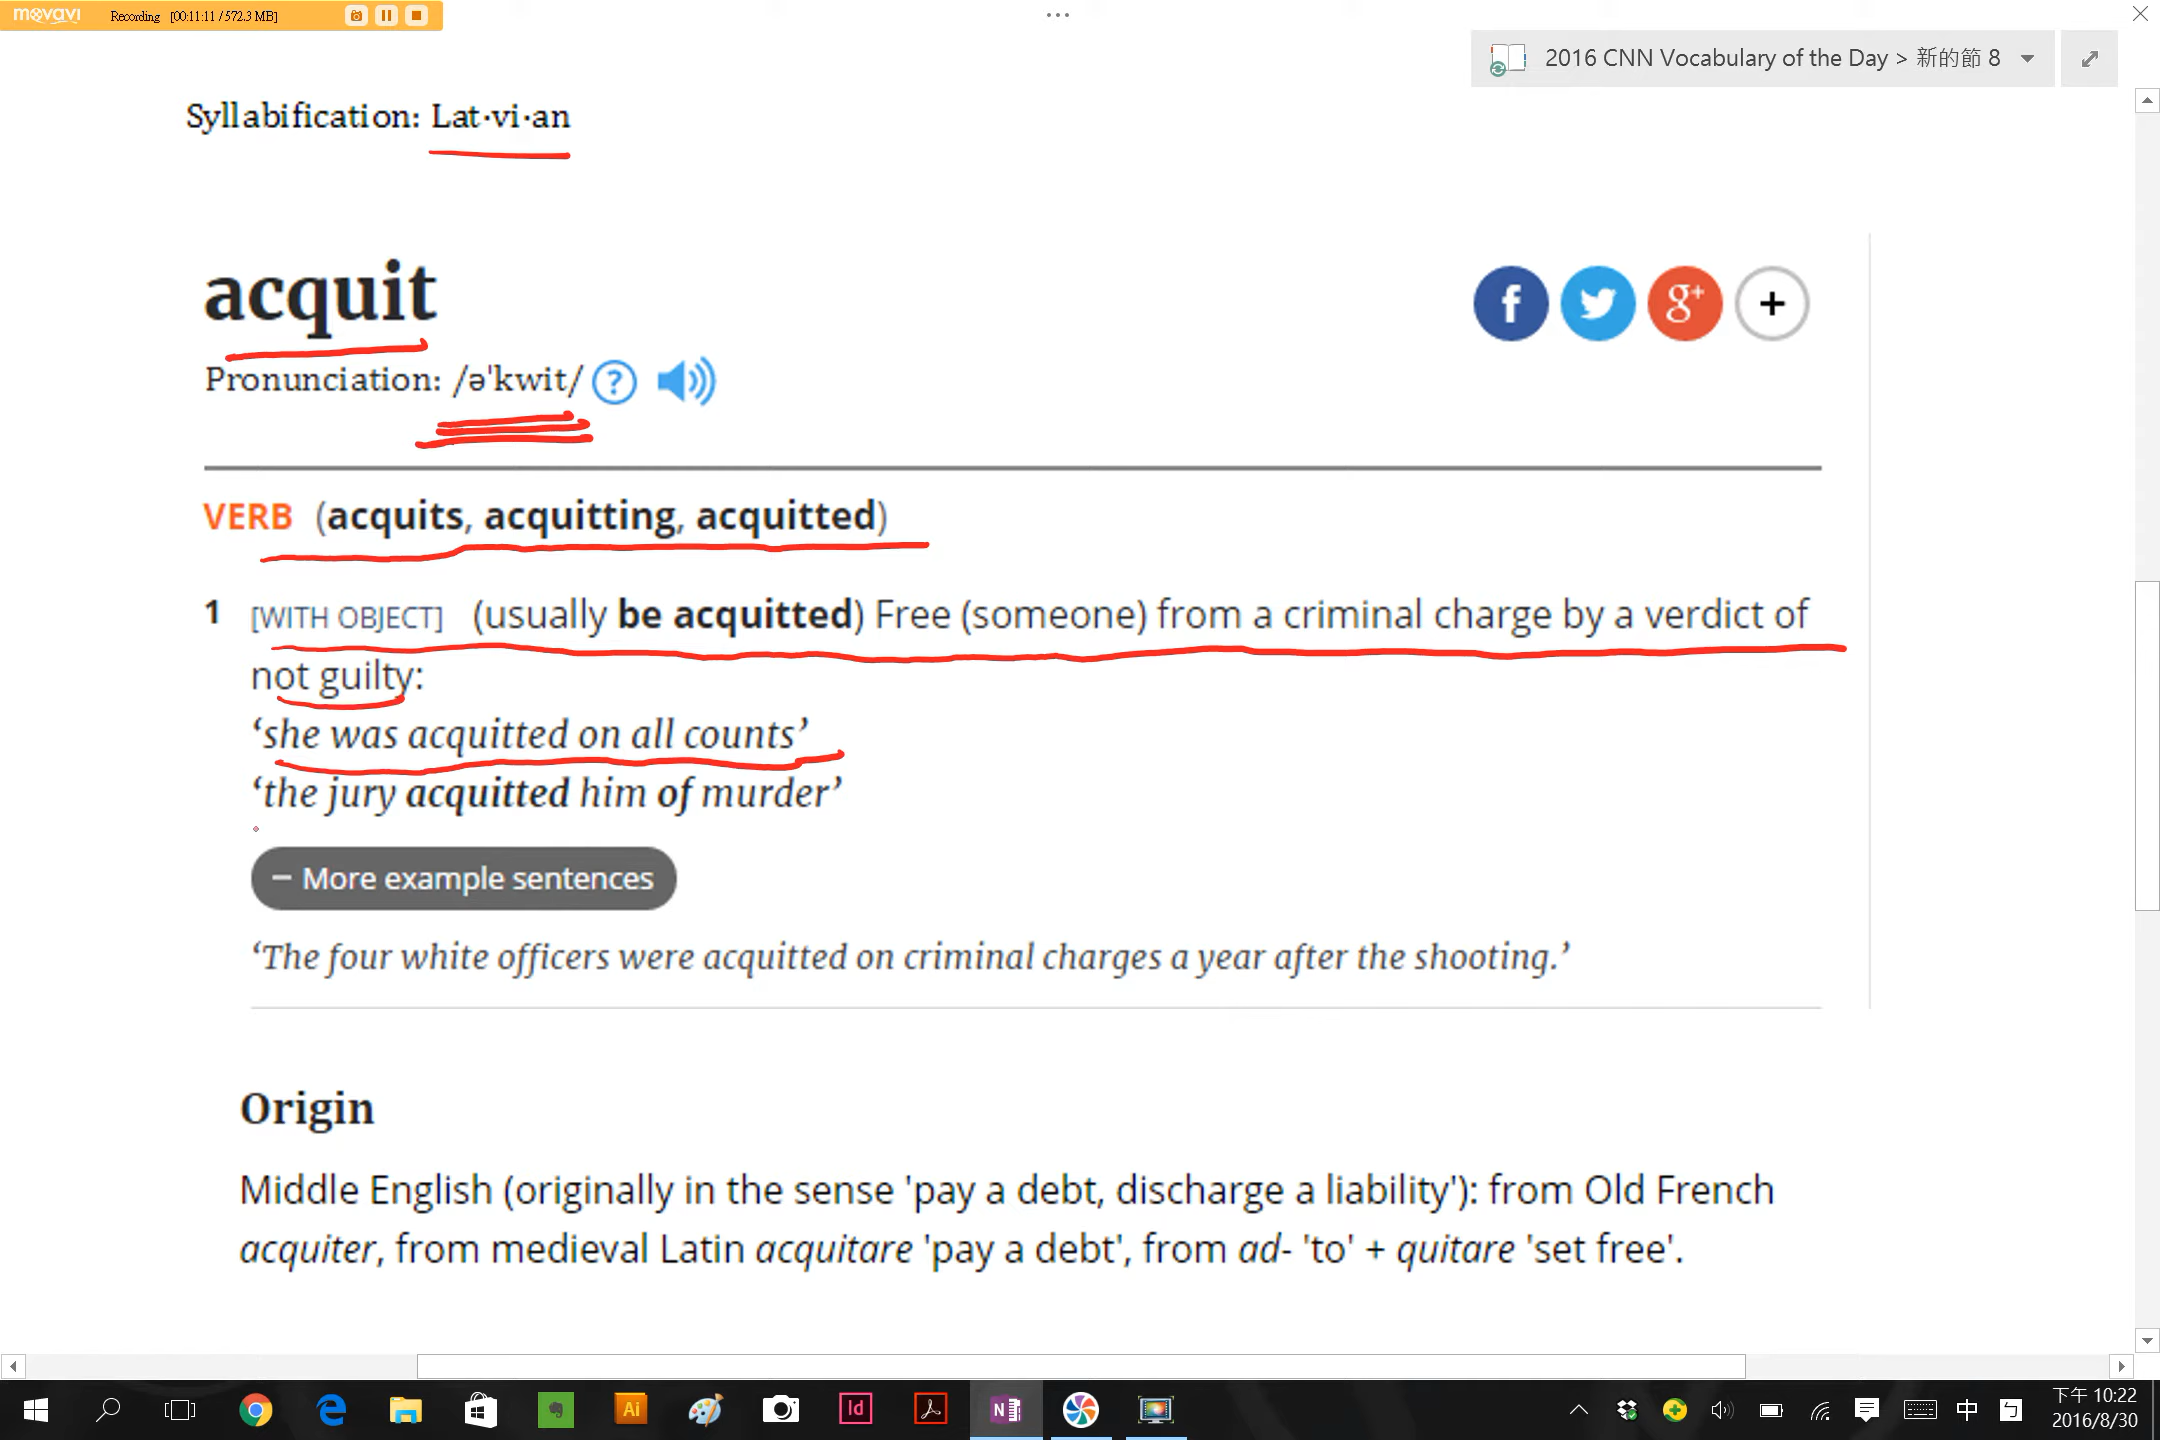 movavi Recording [00:11:11 / 572.3 MB]
2016 CNN Vocabulary of the Day > 新的節 8
Syllabification: Lat·vi·an
acquit
f g+ +
Pronunciation: /əˈkwit/ ?
VERB (acquits, acquitting, acquitted)
1 [WITH OBJECT] (usually be acquitted) Free (someone) from a criminal charge by a verdict of
not guilty:
‘she was acquitted on all counts’
‘the jury acquitted him of murder’
− More example sentences
‘The four white officers were acquitted on criminal charges a year after the shooting.’
Origin
Middle English (originally in the sense 'pay a debt, discharge a liability'): from Old French
acquiter, from medieval Latin acquitare 'pay a debt', from ad- 'to' + quitare 'set free'.
Ai Id N 中 ㄅ 下午 10:22
2016/8/30